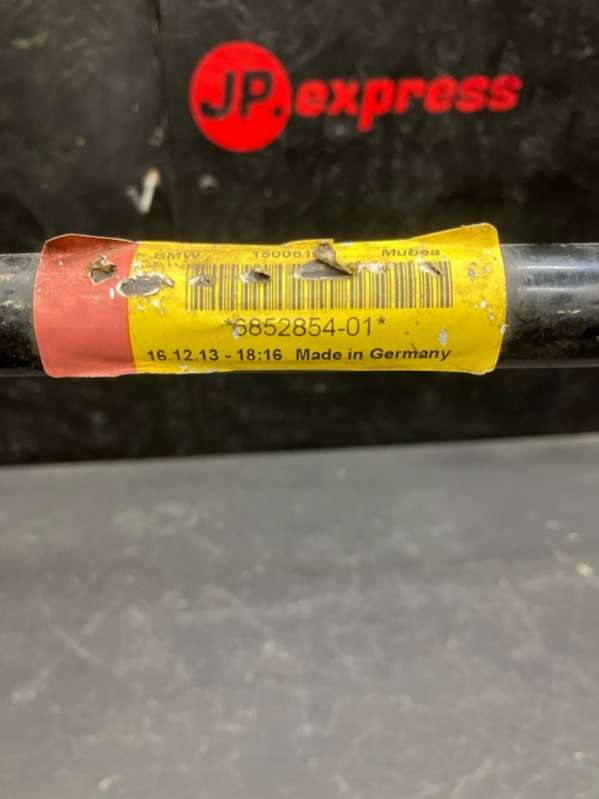 JP.express
BMW 150081 Mubea
*6852854-01*
16.12.13 - 18:16 Made in Germany